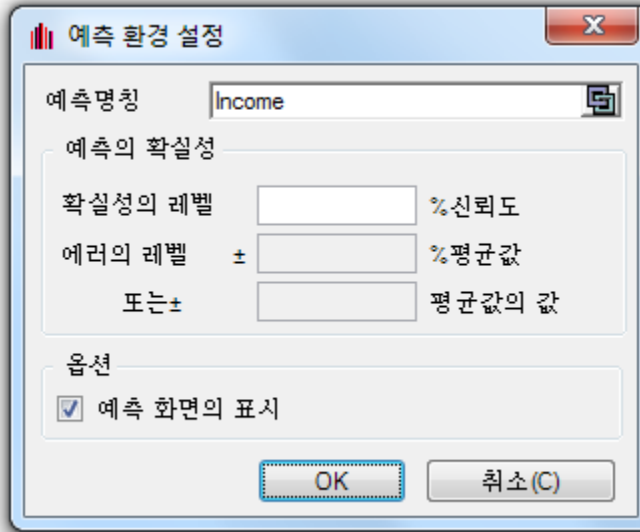 예측 환경 설정
예측명칭 Income
예측의 확실성
확실성의 레벨 %신뢰도
에러의 레벨 ± %평균값
또는± 평균값의 값
옵션
예측 화면의 표시
OK 취소(C)